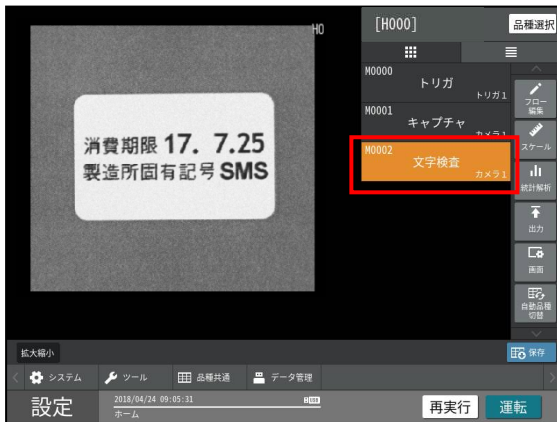 H0
[H000]
品種選択
M0000
トリガ
トリガ1
M0001
キャプチャ
カメラ1
M0002
文字検査
カメラ1
フロー
編集
スケール
統計解析
出力
画面
自動品種
切替
消費期限 17. 7.25
製造所固有記号 SMS
拡大縮小
保存
システム
ツール
品種共通
データ管理
設定
2018/04/24 09:05:31
ホーム
再実行
運転